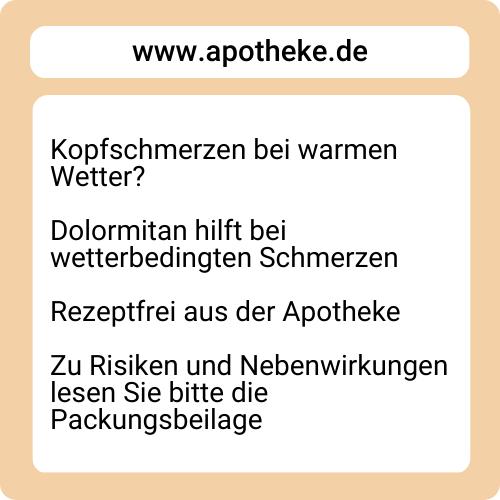 www.apotheke.de
Kopfschmerzen bei warmen
Wetter?
Dolormitan hilft bei
wetterbedingten Schmerzen
Rezeptfrei aus der Apotheke
Zu Risiken und Nebenwirkungen
lesen Sie bitte die
Packungsbeilage